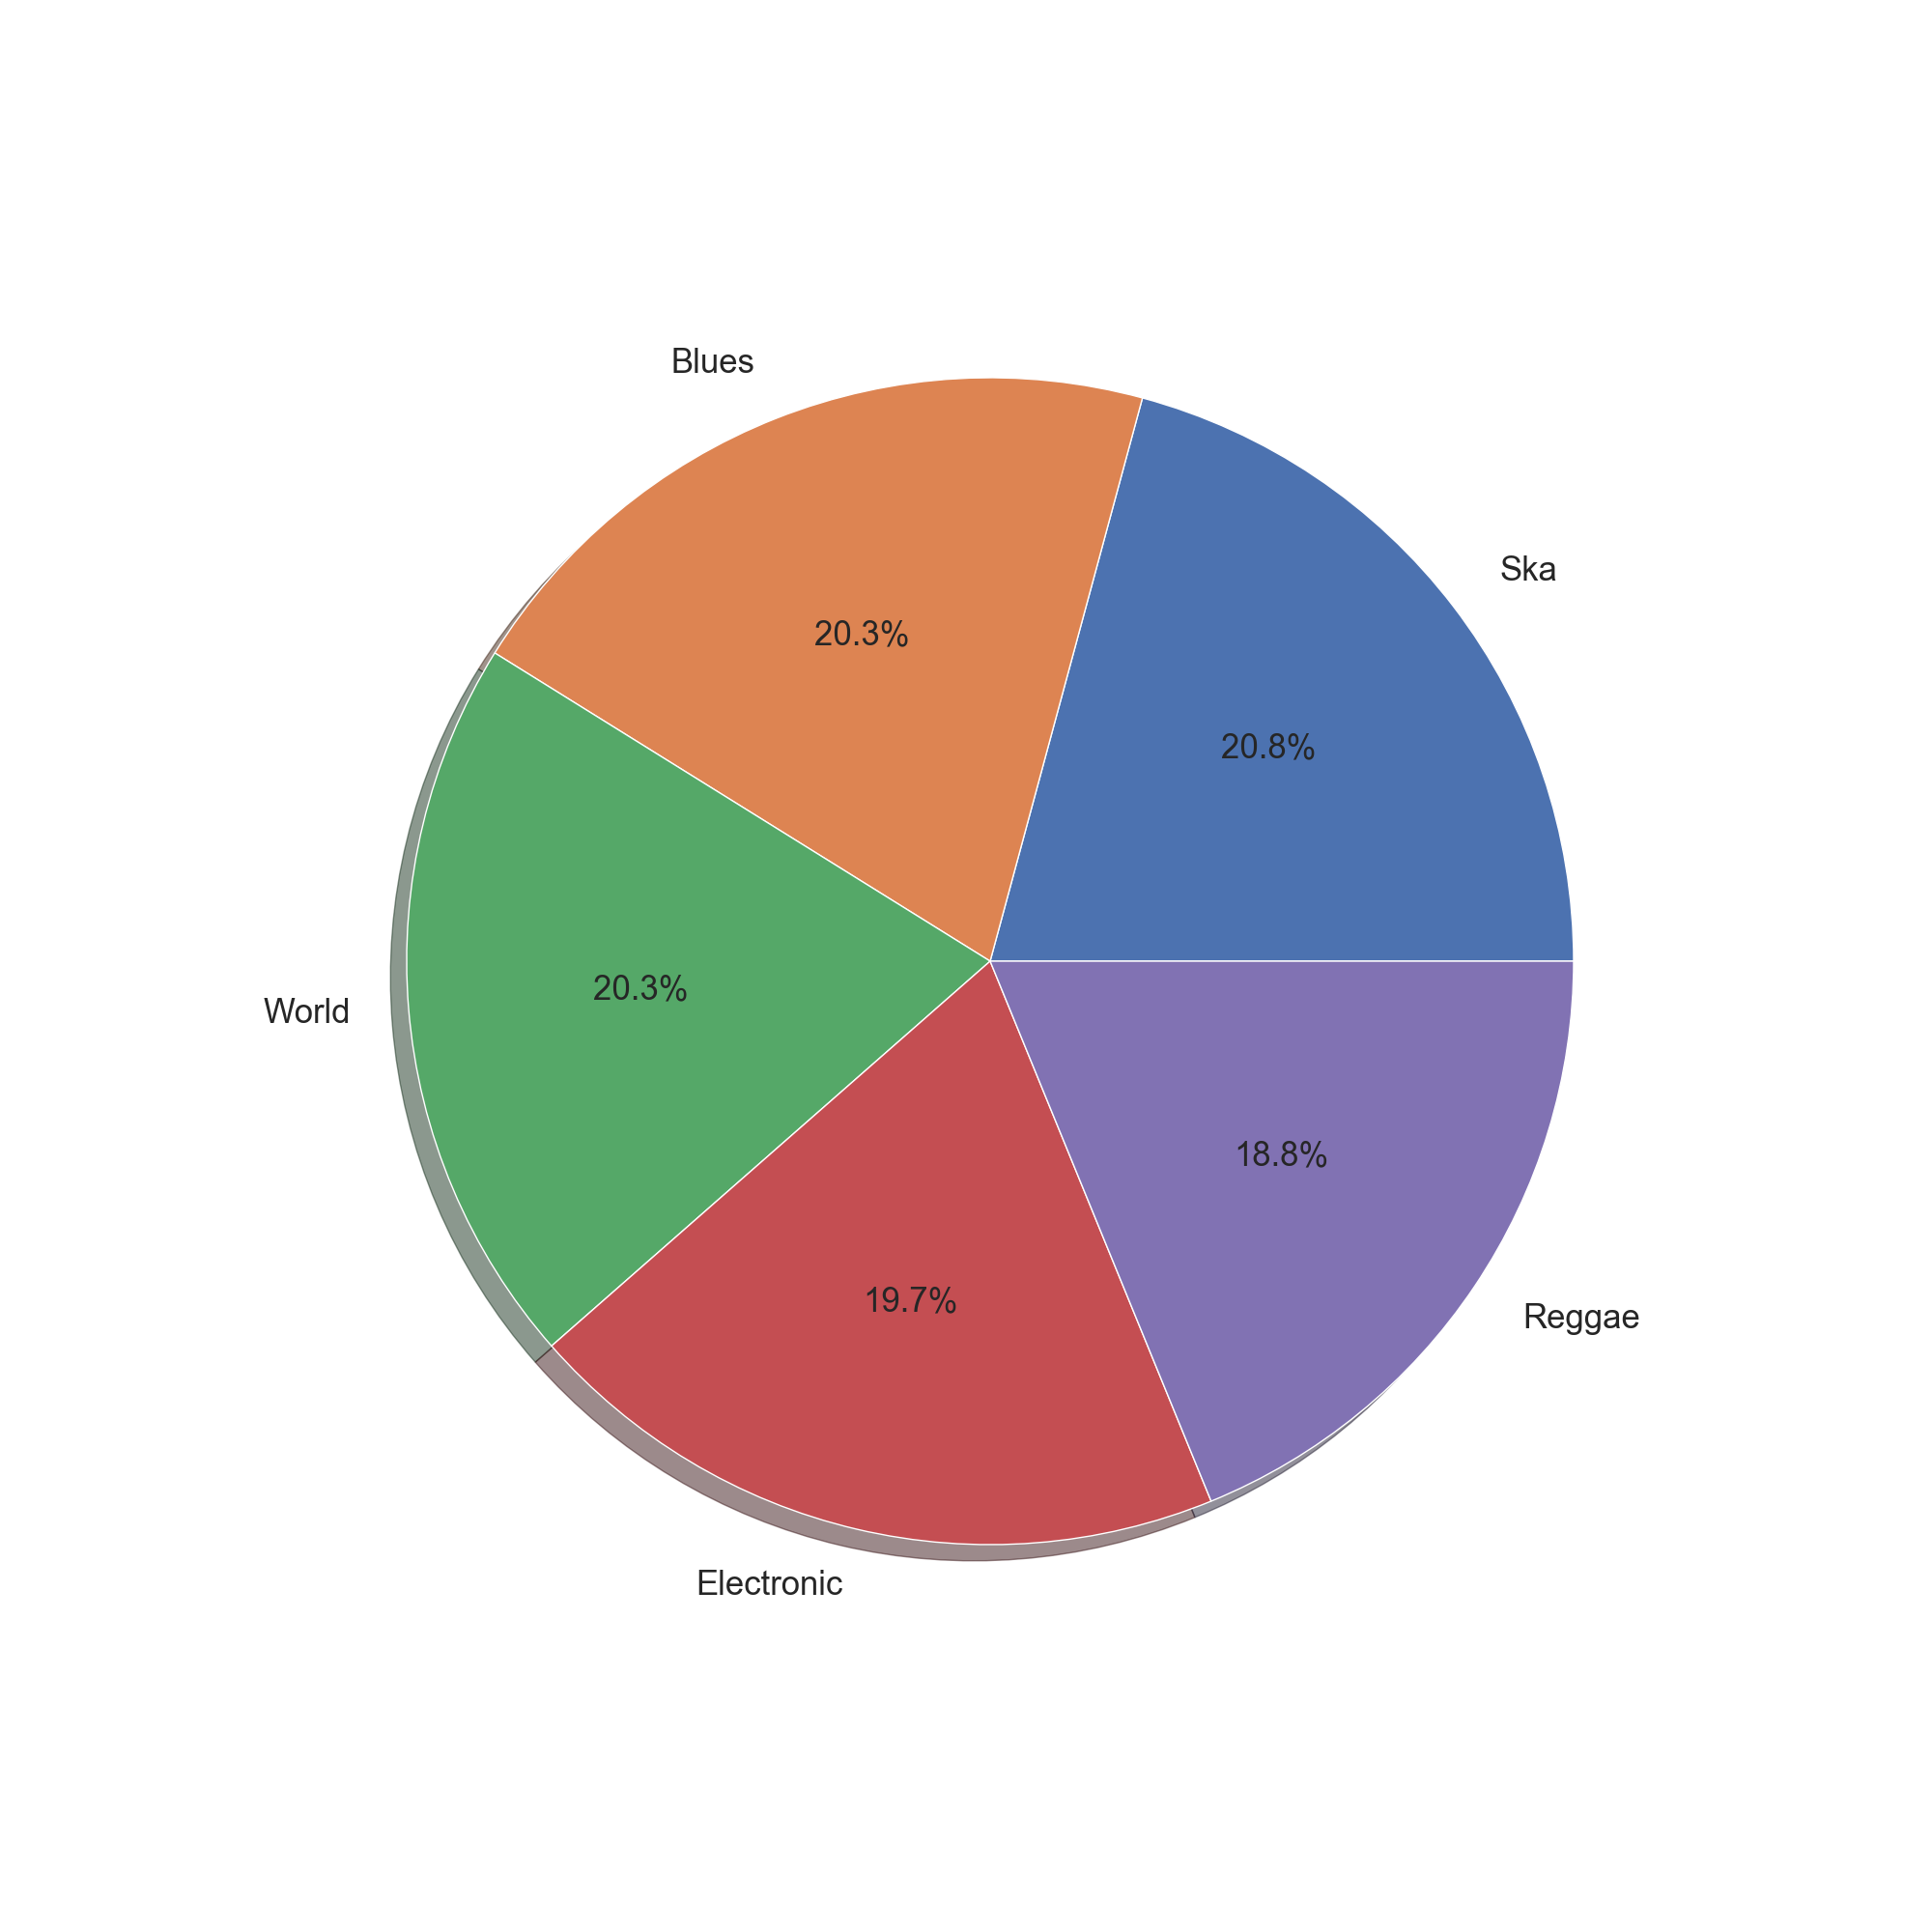 Blues
Ska
20.3%
20.8%
20.3%
World
18.8%
19.7%
Reggae
Electronic